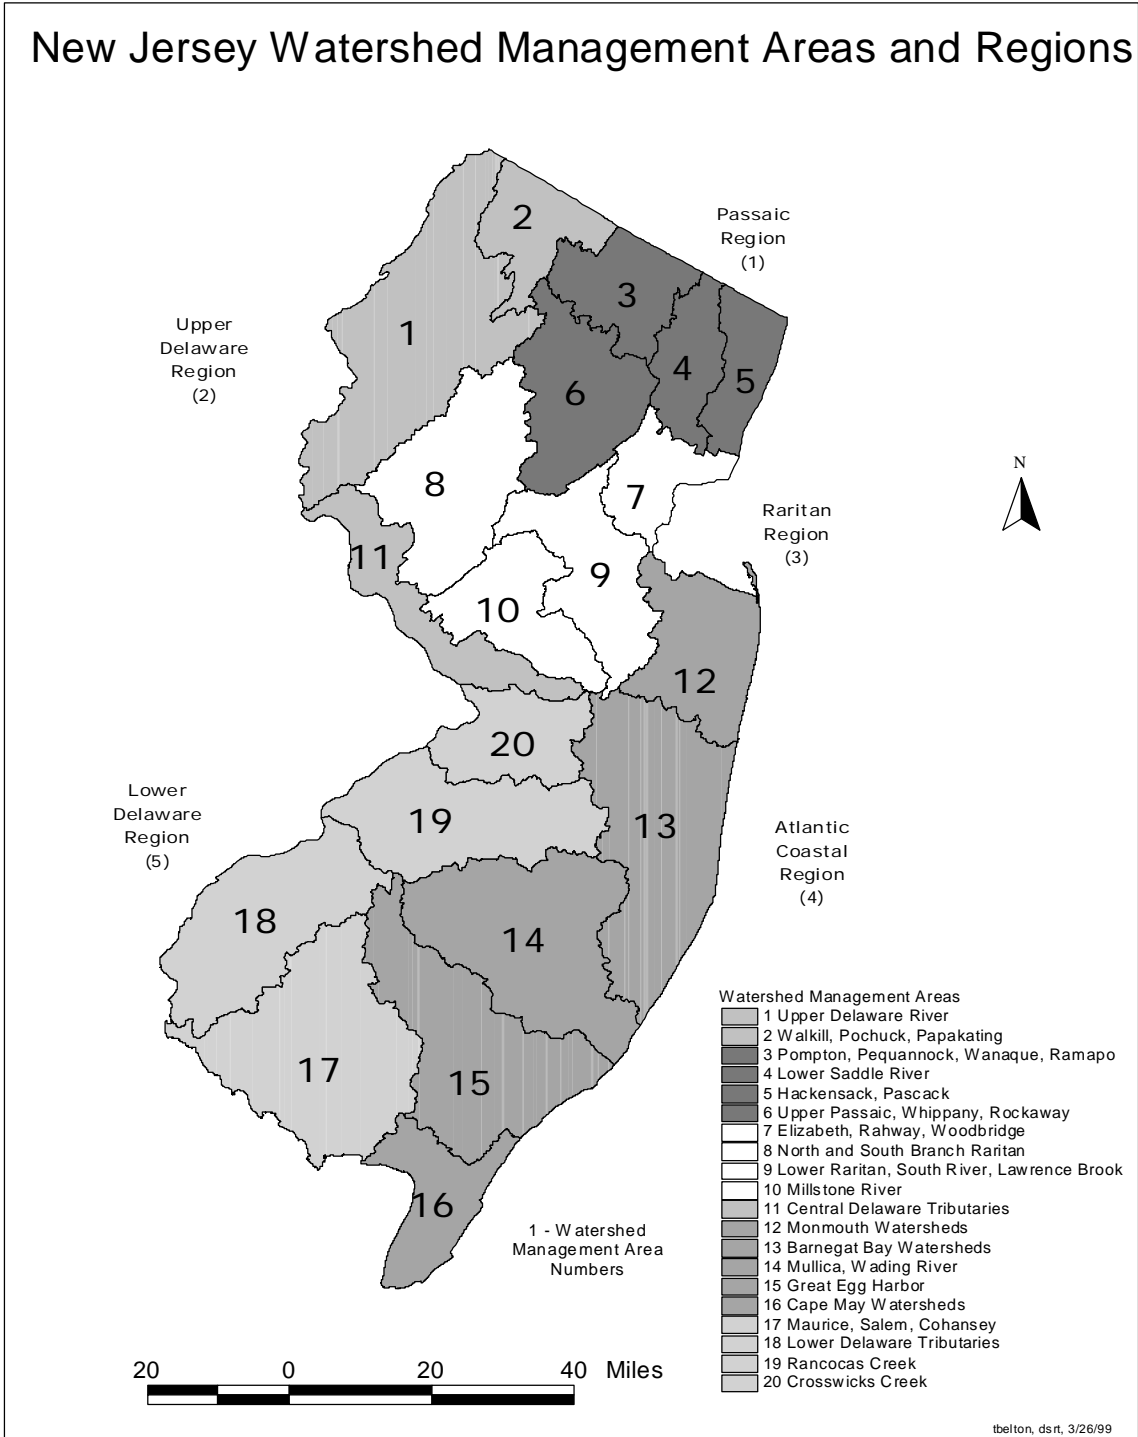 New Jersey Watershed Management Areas and Regions
Passaic
Region
(1)
Upper
Delaware
Region
(2)
2
3
1
4
5
6
8
7
N
Raritan
Region
(3)
11
9
10
12
20
Lower
Delaware
Region
(5)
19
13
Atlantic
Coastal
Region
(4)
18
14
17
15
16
1 - Watershed
Management Area
Numbers
Watershed Management Areas
1 Upper Delaware River
2 Walkill, Pochuck, Papakating
3 Pompton, Pequannock, Wanaque, Ramapo
4 Lower Saddle River
5 Hackensack, Pascack
6 Upper Passaic, Whippany, Rockaway
7 Elizabeth, Rahway, Woodbridge
8 North and South Branch Raritan
9 Lower Raritan, South River, Lawrence Brook
10 Millstone River
11 Central Delaware Tributaries
12 Monmouth Watersheds
13 Barnegat Bay Watersheds
14 Mullica, Wading River
15 Great Egg Harbor
16 Cape May Watersheds
17 Maurice, Salem, Cohansey
18 Lower Delaware Tributaries
19 Rancocas Creek
20 Crosswicks Creek
20 0 20 40 Miles
tbelton, dsrt, 3/26/99